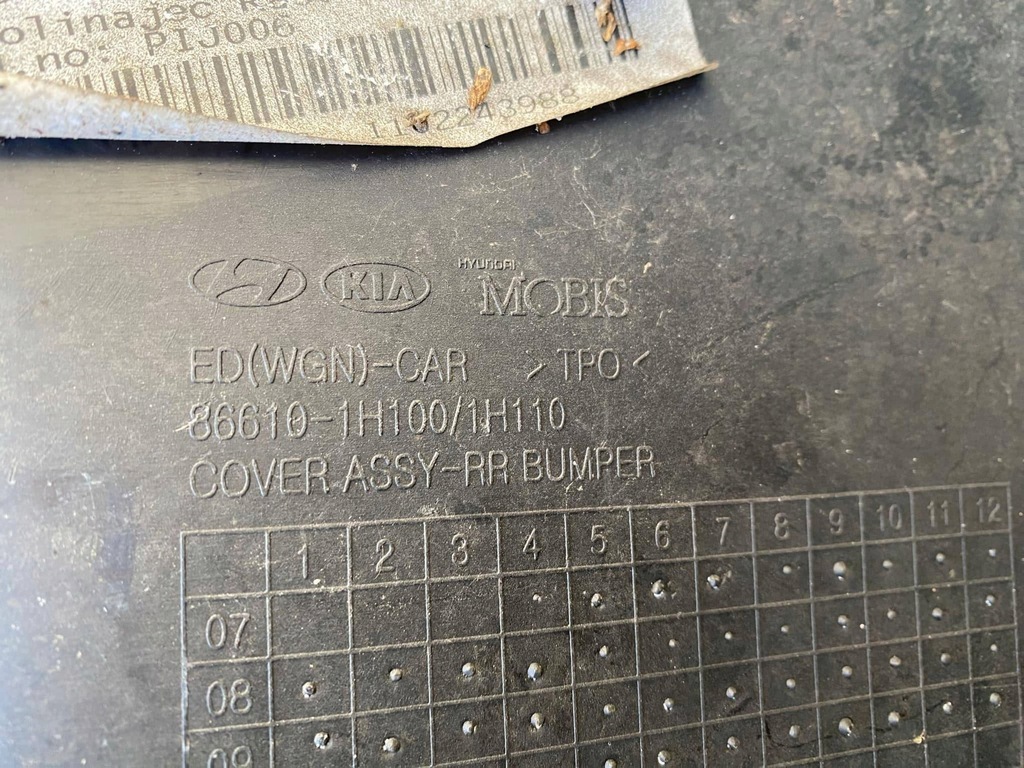 no: PIJ006
KIA
HYUNDAI
MOBIS
ED(WGN)-CAR >TPO<
86610-1H100/1H110
COVER ASSY-RR BUMPER
1 2 3 4 5 6 7 8 9 10 11 12
07
08
09